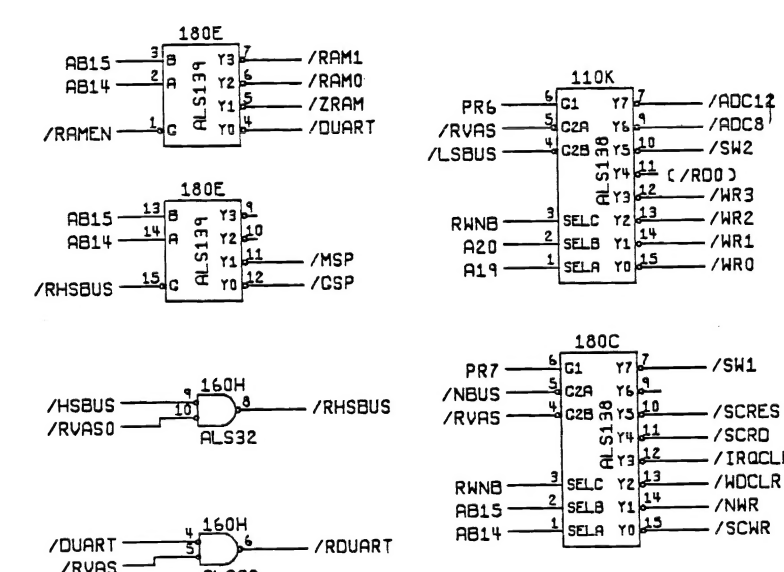 180E
AB15 3 B Y3 7 /RAM1
AB14 2 A Y2 6 /RAM0
Y1 5 /ZRAM
/RAMEN 1 G Y0 4 /DUART
ALS139
180E
AB15 13 B Y3 9
AB14 14 A Y2 10
Y1 11 /MSP
/RHSBUS 15 G Y0 12 /GSP
ALS139
160H
/HSBUS 9 8 /RHSBUS
/RVASO 10
ALS32
160H
/DUART 4 6 /RDUART
/RVAS 5
110K
PR6 6 G1 Y7 7 /ADC12
/RVAS 5 G2A Y6 9 /ADC8
/LSBUS 4 G2B Y5 10 /SW2
Y4 11 (/RD0)
Y3 12 /WR3
RWNB 3 SELC Y2 13 /WR2
A20 2 SELB Y1 14 /WR1
A19 1 SELA Y0 15 /WR0
ALS138
180C
PR7 6 G1 Y7 7 /SW1
/NBUS 5 G2A Y6 9
/RVAS 4 G2B Y5 10 /SCRES
Y4 11 /SCRD
Y3 12 /IRQCL
RWNB 3 SELC Y2 13 /WDCLR
AB15 2 SELB Y1 14 /NWR
AB14 1 SELA Y0 15 /SCWR
ALS138